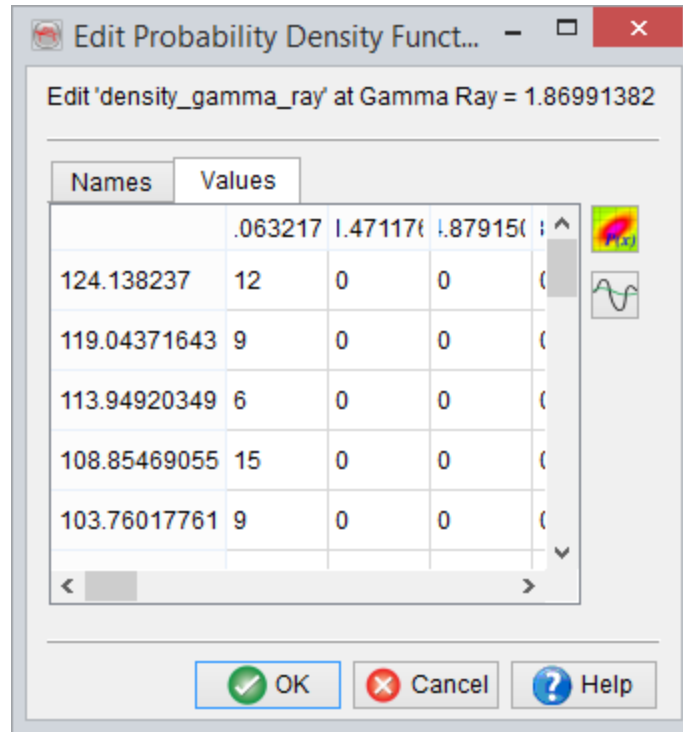 Edit Probability Density Funct...
Edit 'density_gamma_ray' at Gamma Ray = 1.86991382
Names Values
.063217 .471176 .879150
124.138237 12 0 0
119.04371643 9 0 0
113.94920349 6 0 0
108.85469055 15 0 0
103.76017761 9 0 0
P(x)
OK Cancel Help